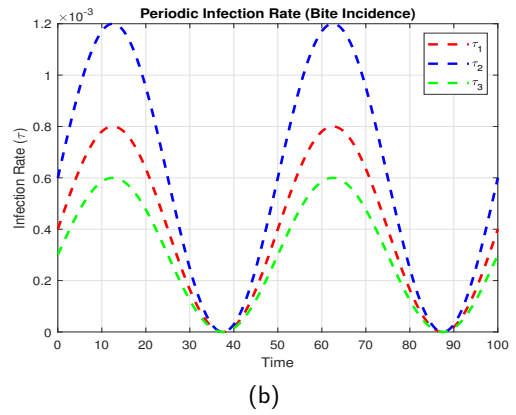 ×10⁻³
Periodic Infection Rate (Bite Incidence)
1.2
1
0.8
0.6
0.4
0.2
0
Infection Rate (τ)
τ₁
τ₂
τ₃
0 10 20 30 40 50 60 70 80 90 100
Time
(b)